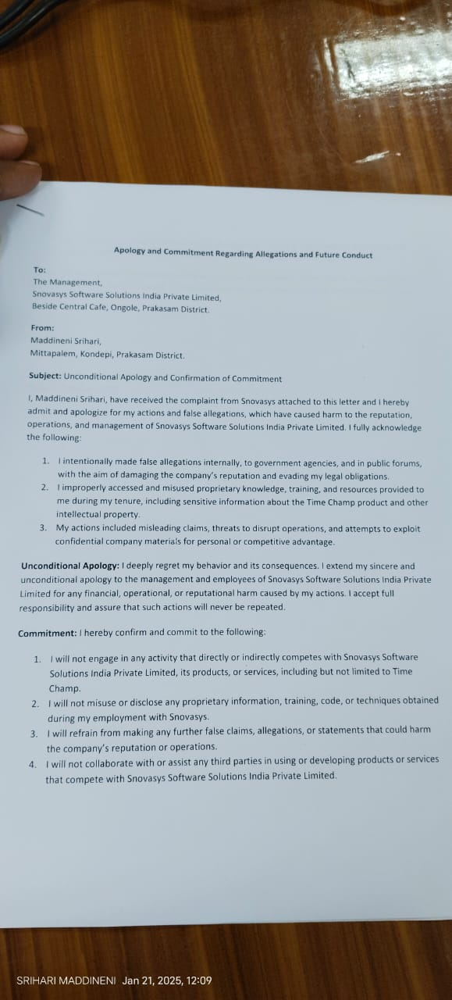 Apology and Commitment Regarding Allegations and Future Conduct
To:
The Management,
Snovasys Software Solutions India Private Limited,
Beside Central Cafe, Ongole, Prakasam District.
From:
Maddineni Srihari,
Mittapalem, Kondepi, Prakasam District.
Subject: Unconditional Apology and Confirmation of Commitment
I, Maddineni Srihari, have received the complaint from Snovasys attached to this letter and I hereby
admit and apologize for my actions and false allegations, which have caused harm to the reputation,
operations, and management of Snovasys Software Solutions India Private Limited. I fully acknowledge
the following:
1. I intentionally made false allegations internally, to government agencies, and in public forums,
with the aim of damaging the company's reputation and evading my legal obligations.
2. I improperly accessed and misused proprietary knowledge, training, and resources provided to
me during my tenure, including sensitive information about the Time Champ product and other
intellectual property.
3. My actions included misleading claims, threats to disrupt operations, and attempts to exploit
confidential company materials for personal or competitive advantage.
Unconditional Apology: I deeply regret my behavior and its consequences. I extend my sincere and
unconditional apology to the management and employees of Snovasys Software Solutions India Private
Limited for any financial, operational, or reputational harm caused by my actions. I accept full
responsibility and assure that such actions will never be repeated.
Commitment: I hereby confirm and commit to the following:
1. I will not engage in any activity that directly or indirectly competes with Snovasys Software
Solutions India Private Limited, its products, or services, including but not limited to Time
Champ.
2. I will not misuse or disclose any proprietary information, training, code, or techniques obtained
during my employment with Snovasys.
3. I will refrain from making any further false claims, allegations, or statements that could harm
the company's reputation or operations.
4. I will not collaborate with or assist any third parties in using or developing products or services
that compete with Snovasys Software Solutions India Private Limited.
SRIHARI MADDINENI Jan 21, 2025, 12:09